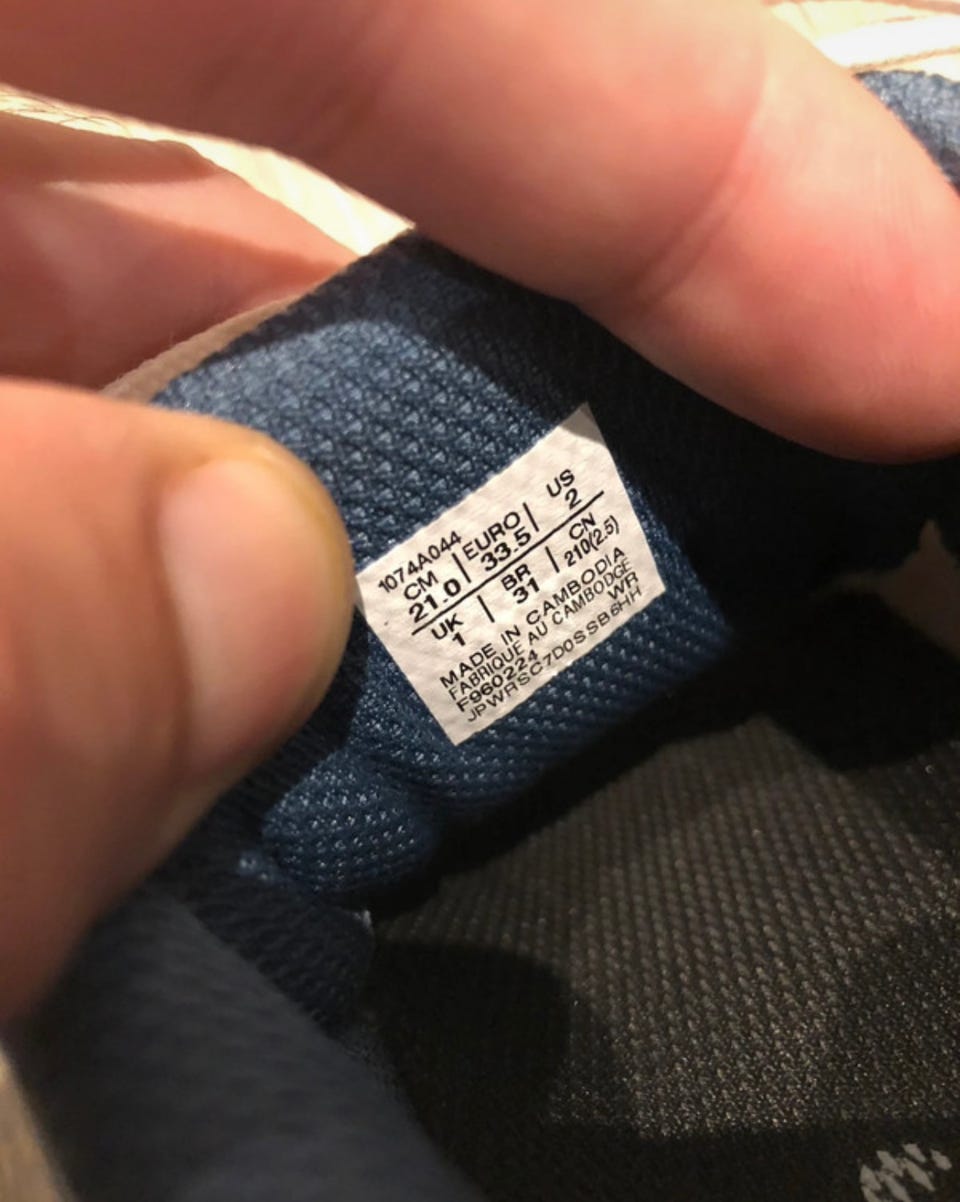 1074A044
CM | EURO | US
21.0 | 33.5 | 2
UK | BR | CN
1 | 31 | 210(2.5)
MADE IN CAMBODIA
FABRIQUE AU CAMBODGE
F960224 WR
JPWRSC7D0SSB6HH